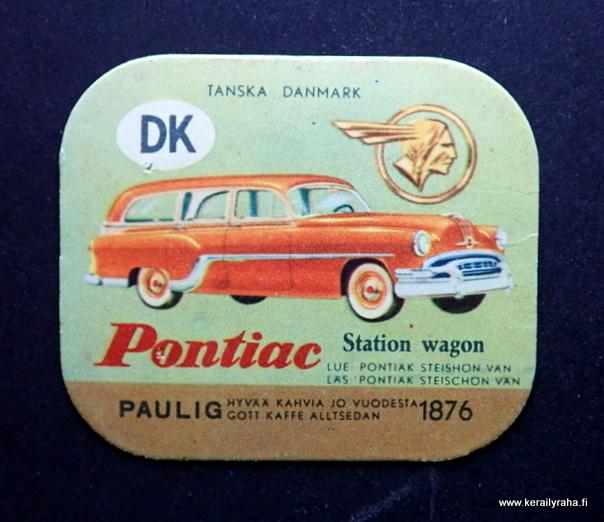 TANSKA DANMARK
DK
Pontiac
Station wagon
LUE: PONTIAK STEISHON VAN
LÄS: PONTIAK STEISCHON VAN
PAULIG
HYVÄÄ KAHVIA JO VUODESTA
GOTT KAFFE ALLTSEDAN
1876
www.kerailyraha.fi